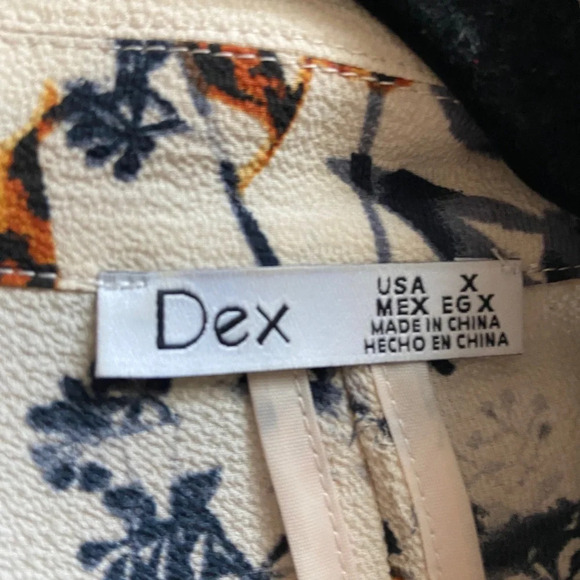 Dex
USA X
MEX EG X
MADE IN CHINA
HECHO EN CHINA